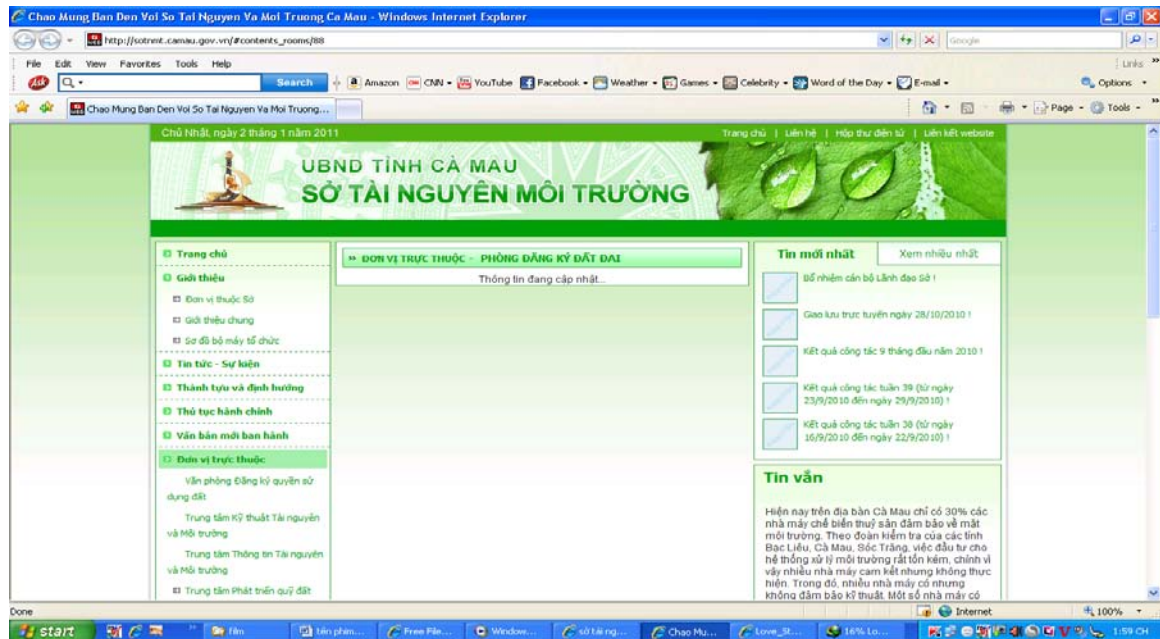 Chao Mung Ban Den Voi So Tai Nguyen Va Moi Truong Ca Mau - Windows Internet Explorer
http://sotnmt.camau.gov.vn/#contents_rooms/88
Google
File Edit View Favorites Tools Help
Links
Ask
Search
Amazon CNN YouTube Facebook Weather Games Celebrity Word of the Day E-mail Options
Chao Mung Ban Den Voi So Tai Nguyen Va Moi Truong...
Page Tools
Chủ Nhật, ngày 2 tháng 1 năm 2011
Trang chủ | Liên hệ | Hộp thư điện tử | Liên kết website
UBND TỈNH CÀ MAU
SỞ TÀI NGUYÊN MÔI TRƯỜNG
Trang chủ
Giới thiệu
Đơn vị thuộc Sở
Giới thiệu chung
Sơ đồ bộ máy tổ chức
Tin tức - Sự kiện
Thành tựu và định hướng
Thủ tục hành chính
Văn bản mới ban hành
Đơn vị trực thuộc
Văn phòng Đăng ký quyền sử
dụng đất
Trung tâm Kỹ thuật Tài nguyên
và Môi trường
Trung tâm Thông tin Tài nguyên
và Môi trường
Trung tâm Phát triển quỹ đất
» ĐƠN VỊ TRỰC THUỘC - PHÒNG ĐĂNG KÝ ĐẤT ĐAI
Thông tin đang cập nhật...
Tin mới nhất
Xem nhiều nhất
Bổ nhiệm cán bộ Lãnh đạo Sở !
Giao lưu trưc tuyến ngày 28/10/2010 !
Kết quả công tác 9 tháng đầu năm 2010 !
Kết quả công tác tuần 39 (từ ngày
23/9/2010 đến ngày 29/9/2010) !
Kết quả công tác tuần 38 (từ ngày
16/9/2010 đến ngày 22/9/2010) !
Tin vắn
Hiện nay trên địa bàn Cà Mau chỉ có 30% các
nhà máy chế biến thuỷ sản đảm bảo về mặt
môi trường. Theo đoàn kiểm tra của các tỉnh
Bạc Liêu, Cà Mau, Sóc Trăng, việc đầu tư cho
hệ thống xử lý môi trường rất tốn kém, chính vì
vậy nhiều nhà máy cam kết nhưng không thực
hiện. Trong đó, nhiều nhà máy có nhưng
không đảm bảo kỹ thuật. Một số nhà máy có
Done
Internet
100%
start
film
tên phim...
Free File...
Window...
sở tài ng...
Chao Mu...
Love_St...
16% Lo...
1:59 CH